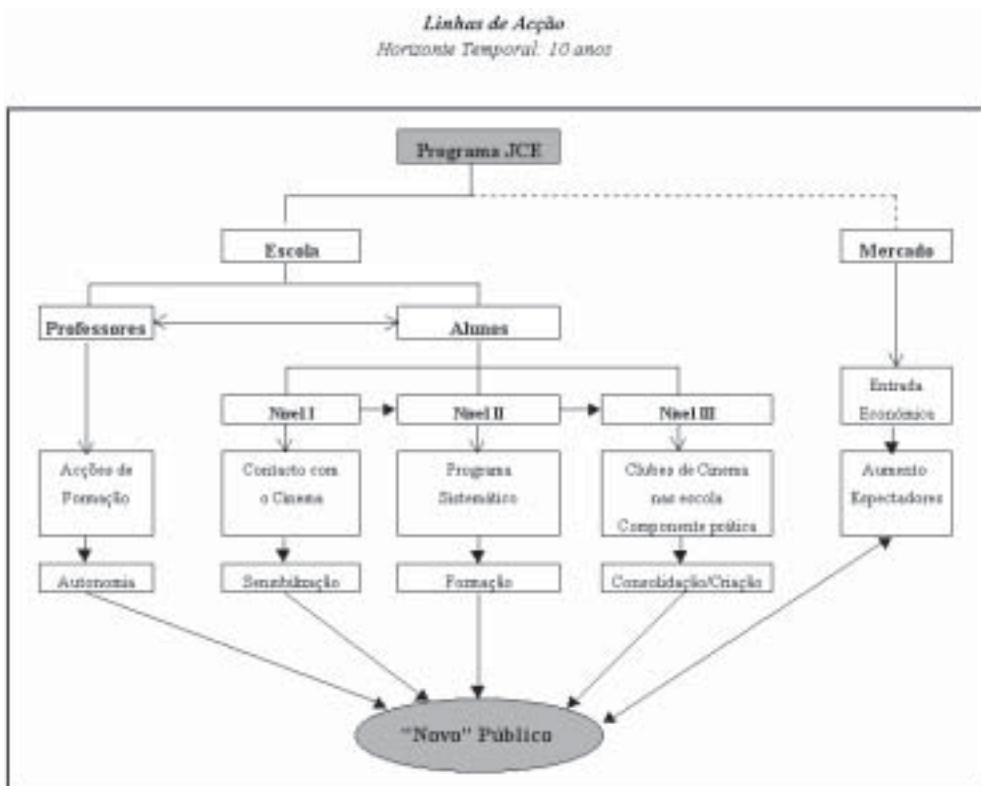 Linhas de Acção
Horizonte Temporal: 10 anos
Programa JCE
Escola
Mercado
Professores
Alunos
Entrada
Económica
Nível I
Nível II
Nível III
Acções de
Formação
Contacto com
o Cinema
Programa
Sistemático
Clubes de Cinema
nas escola
Componente prática
Aumento
Espectadores
Autonomia
Sensibilização
Formação
Consolidação/Criação
"Novo" Público